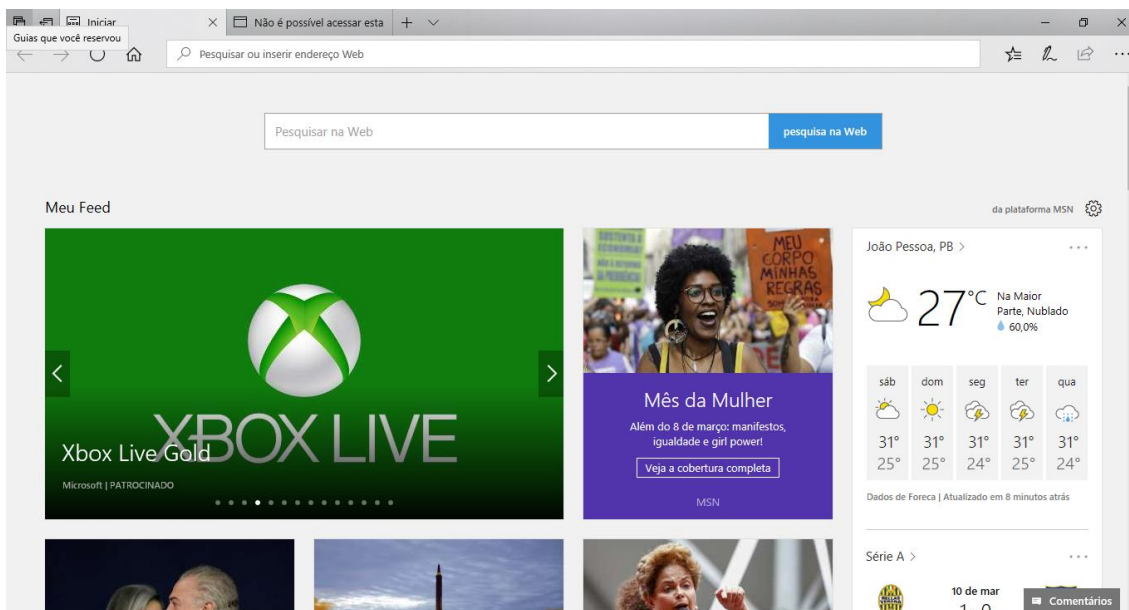 Iniciar
Não é possível acessar esta
Guias que você reservou
Pesquisar ou inserir endereço Web
Pesquisar na Web
pesquisa na Web
Meu Feed
da plataforma MSN
XBOX LIVE
Xbox Live Gold
Microsoft | PATROCINADO
MEU
CORPO
MINHAS
REGRAS
Mês da Mulher
Além do 8 de março: manifestos,
igualdade e girl power!
Veja a cobertura completa
MSN
João Pessoa, PB >
27°C
Na Maior
Parte, Nublado
60,0%
sáb dom seg ter qua
31° 31° 31° 31° 31°
25° 25° 24° 25° 24°
Dados de Foreca | Atualizado em 8 minutos atrás
Série A >
10 de mar
Comentários